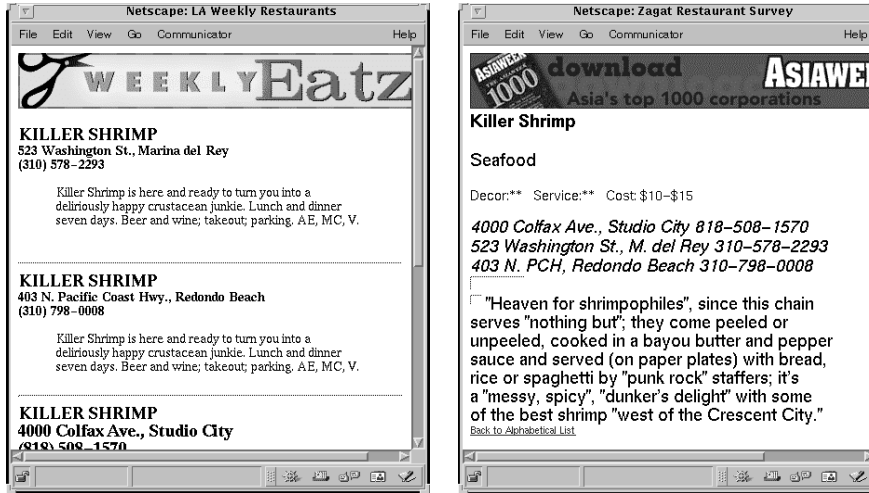 Netscape: LA Weekly Restaurants
File Edit View Go Communicator Help
WEEKLY Eatz
KILLER SHRIMP
523 Washington St., Marina del Rey
(310) 578–2293
Killer Shrimp is here and ready to turn you into a
deliriously happy crustacean junkie. Lunch and dinner
seven days. Beer and wine; takeout; parking. AE, MC, V.
KILLER SHRIMP
403 N. Pacific Coast Hwy., Redondo Beach
(310) 798–0008
Killer Shrimp is here and ready to turn you into a
deliriously happy crustacean junkie. Lunch and dinner
seven days. Beer and wine; takeout; parking. AE, MC, V.
KILLER SHRIMP
4000 Colfax Ave., Studio City
(818) 508–1570
Netscape: Zagat Restaurant Survey
File Edit View Go Communicator Help
ASIAWEEK 1000 download ASIAWE
Asia's top 1000 corporations
Killer Shrimp
Seafood
Decor:** Service:** Cost: $10–$15
4000 Colfax Ave., Studio City 818–508–1570
523 Washington St., M. del Rey 310–578–2293
403 N. PCH, Redondo Beach 310–798–0008
"Heaven for shrimpophiles", since this chain
serves "nothing but"; they come peeled or
unpeeled, cooked in a bayou butter and pepper
sauce and served (on paper plates) with bread,
rice or spaghetti by "punk rock" staffers; it's
a "messy, spicy", "dunker's delight" with some
of the best shrimp "west of the Crescent City."
Back to Alphabetical List